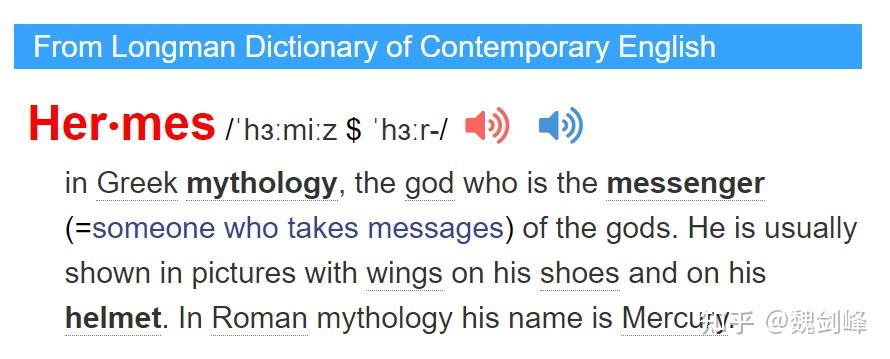 From Longman Dictionary of Contemporary English
Her•mes /ˈhɜːmiːz $ ˈhɜːr-/
in Greek mythology, the god who is the messenger
(=someone who takes messages) of the gods. He is usually
shown in pictures with wings on his shoes and on his
helmet. In Roman mythology his name is Mercury.
知乎 @魏剑峰